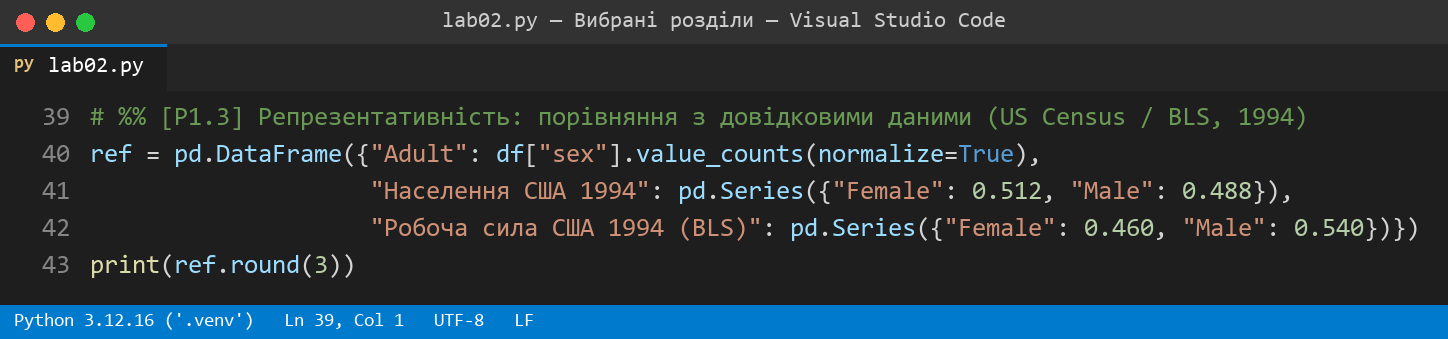 lab02.py — Вибрані розділи — Visual Studio Code
py lab02.py
39 # %% [P1.3] Репрезентативність: порівняння з довідковими даними (US Census / BLS, 1994)
40 ref = pd.DataFrame({"Adult": df["sex"].value_counts(normalize=True),
41 "Населення США 1994": pd.Series({"Female": 0.512, "Male": 0.488}),
42 "Робоча сила США 1994 (BLS)": pd.Series({"Female": 0.460, "Male": 0.540})})
43 print(ref.round(3))
Python 3.12.16 ('.venv') Ln 39, Col 1 UTF-8 LF